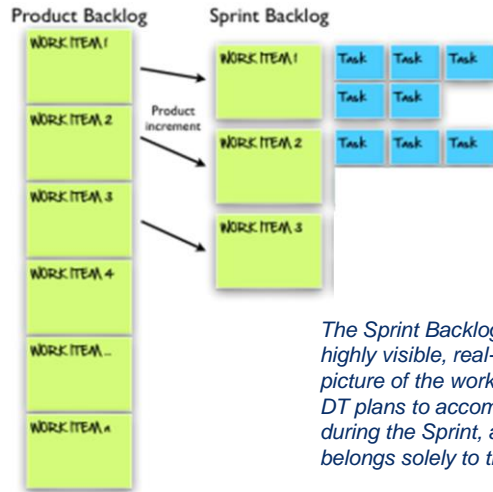 Product Backlog
Sprint Backlog
WORK ITEM 1
WORK ITEM 2
WORK ITEM 3
WORK ITEM 4
WORK ITEM ...
WORK ITEM n
Product
increment
WORK ITEM 1
Task Task Task
Task Task
WORK ITEM 2
Task Task Task
WORK ITEM 3
The Sprint Backlog
highly visible, real-
picture of the work
DT plans to
during the Sprint,
belongs solely to